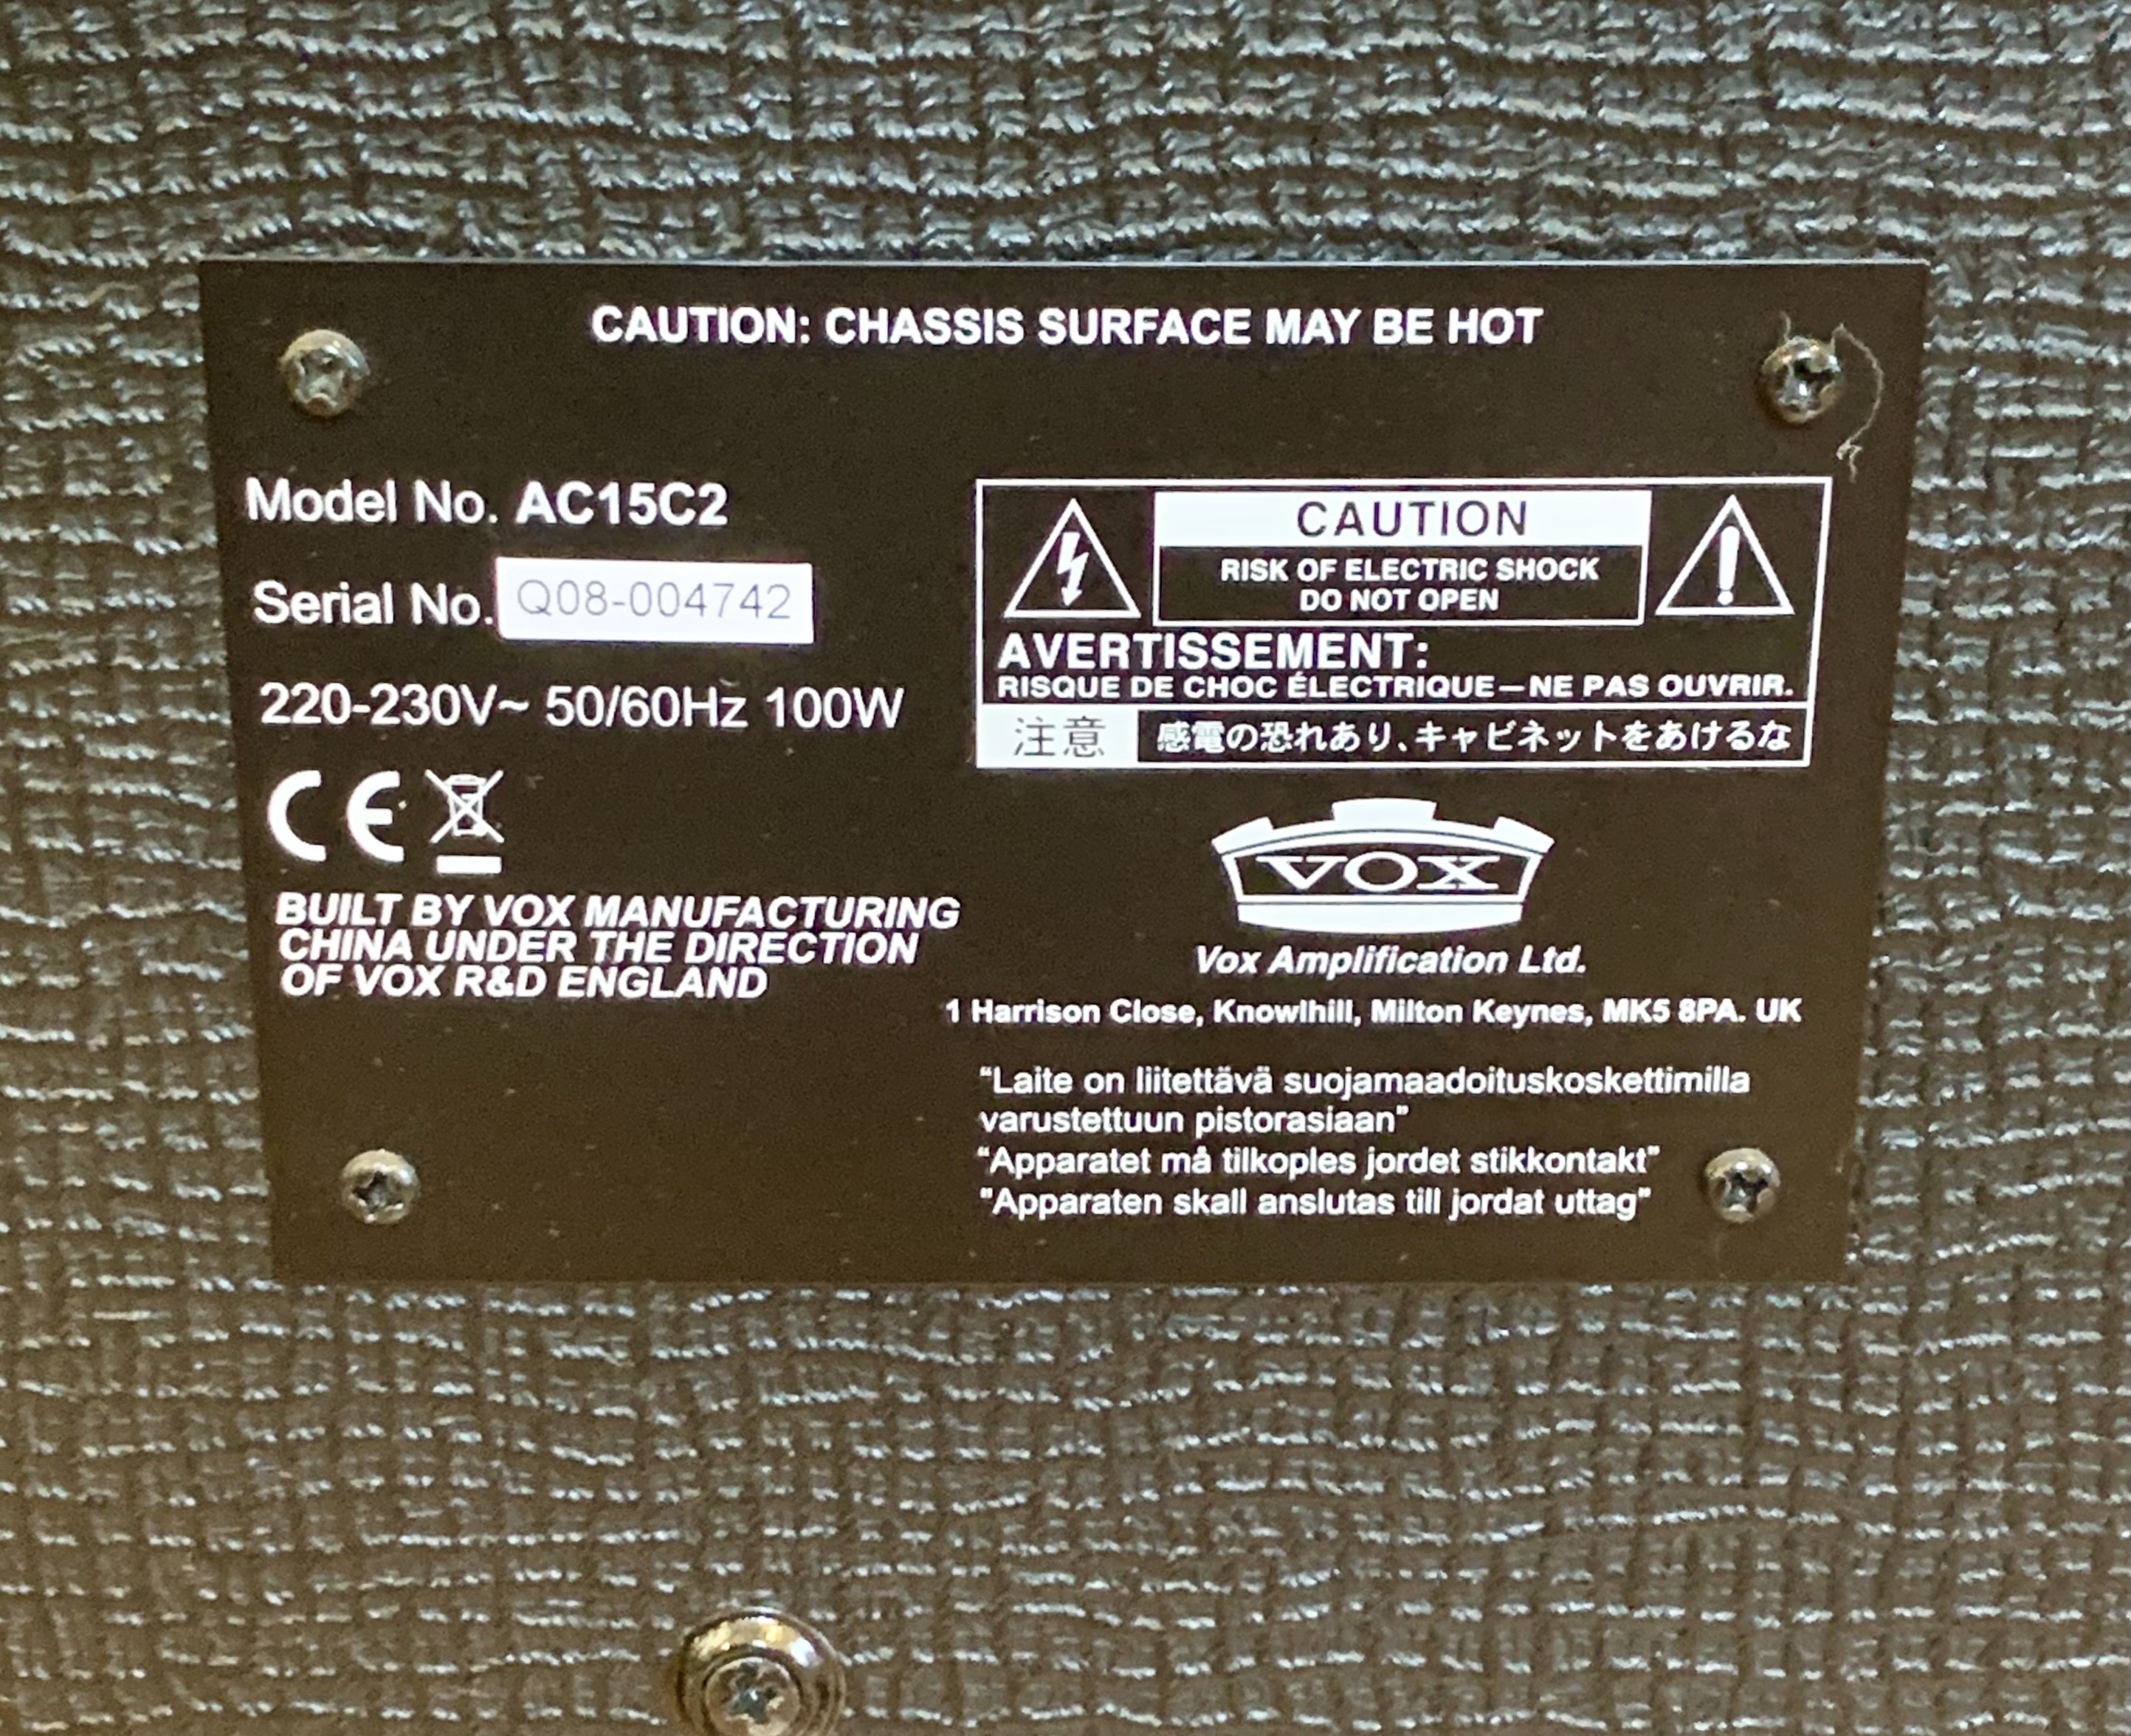 CAUTION: CHASSIS SURFACE MAY BE HOT
Model No. AC15C2
Serial No. Q08-004742
220-230V~ 50/60Hz 100W
CE
BUILT BY VOX MANUFACTURING
CHINA UNDER THE DIRECTION
OF VOX R&D ENGLAND
CAUTION
RISK OF ELECTRIC SHOCK
DO NOT OPEN
AVERTISSEMENT:
RISQUE DE CHOC ÉLECTRIQUE—NE PAS OUVRIR.
注意 感電の恐れあり、キャビネットをあけるな
VOX
Vox Amplification Ltd.
1 Harrison Close, Knowlhill, Milton Keynes, MK5 8PA. UK
“Laite on liitettävä suojamaadoituskoskettimilla
varustettuun pistorasiaan”
“Apparatet må tilkoples jordet stikkontakt”
"Apparaten skall anslutas till jordat uttag”